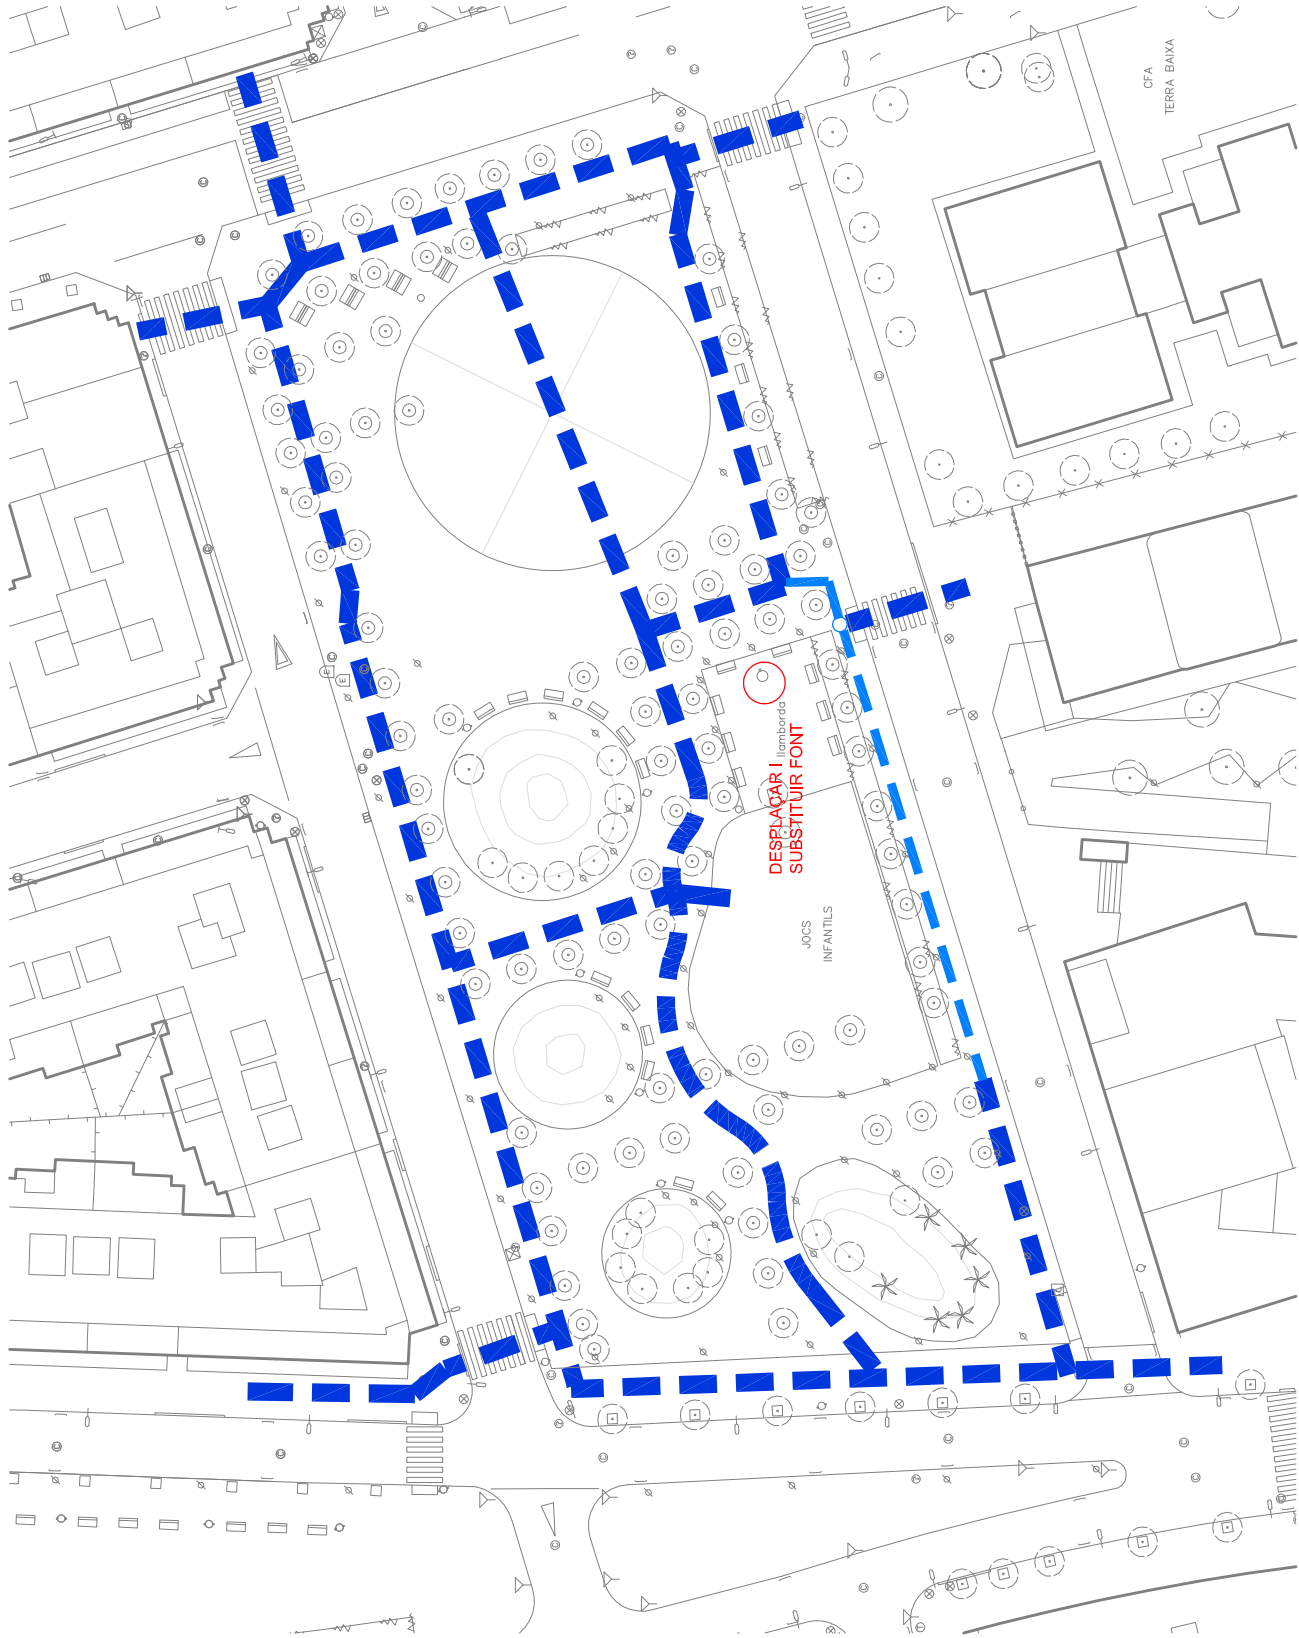 CFA
TERRA BAIXA
llamborda
DESPLAÇAR I
SUBSTITUIR FONT
JOCS
INFANTILS
E
E